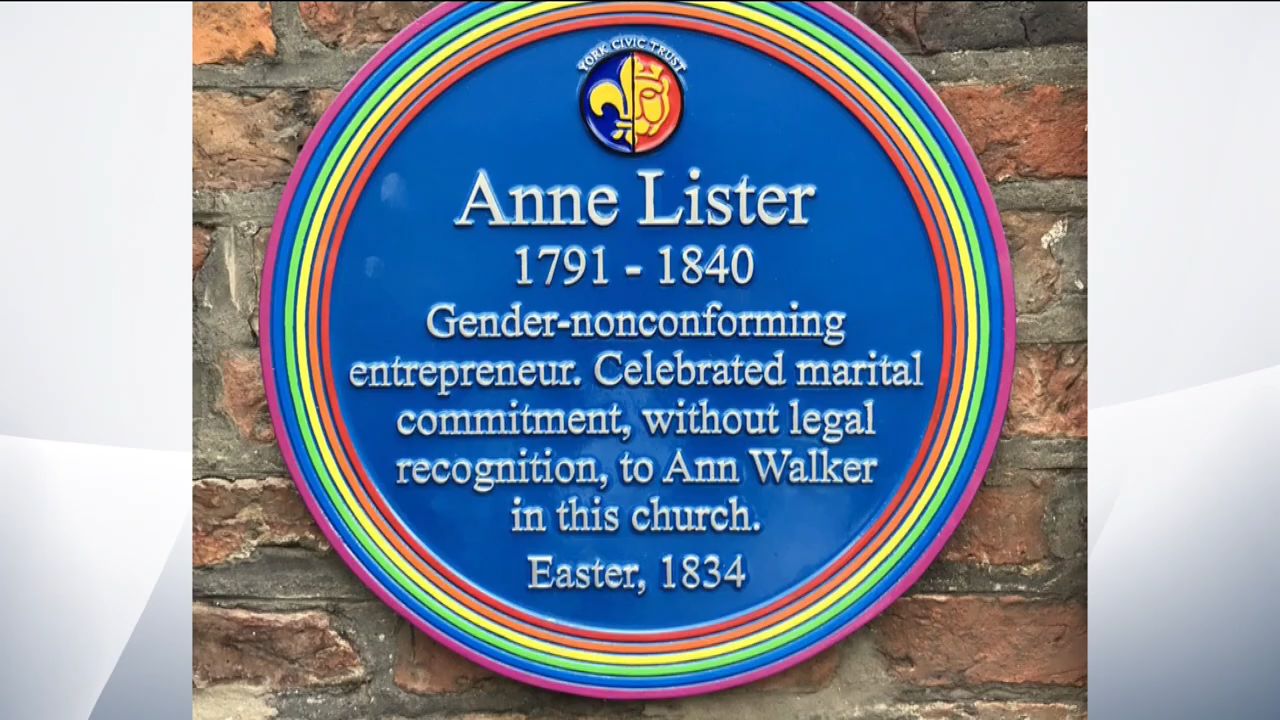 YORK CIVIC TRUST
Anne Lister
1791 - 1840
Gender-nonconforming
entrepreneur. Celebrated marital
commitment, without legal
recognition, to Ann Walker
in this church.
Easter, 1834